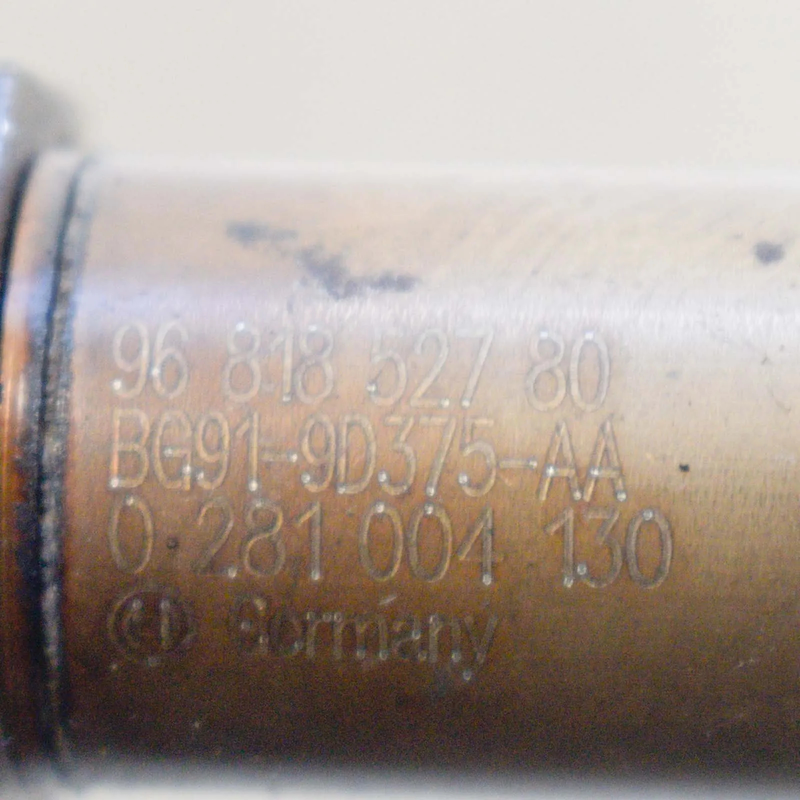 96 818 527 80
BG91-9D375-AA
0 281 004 130
Germany